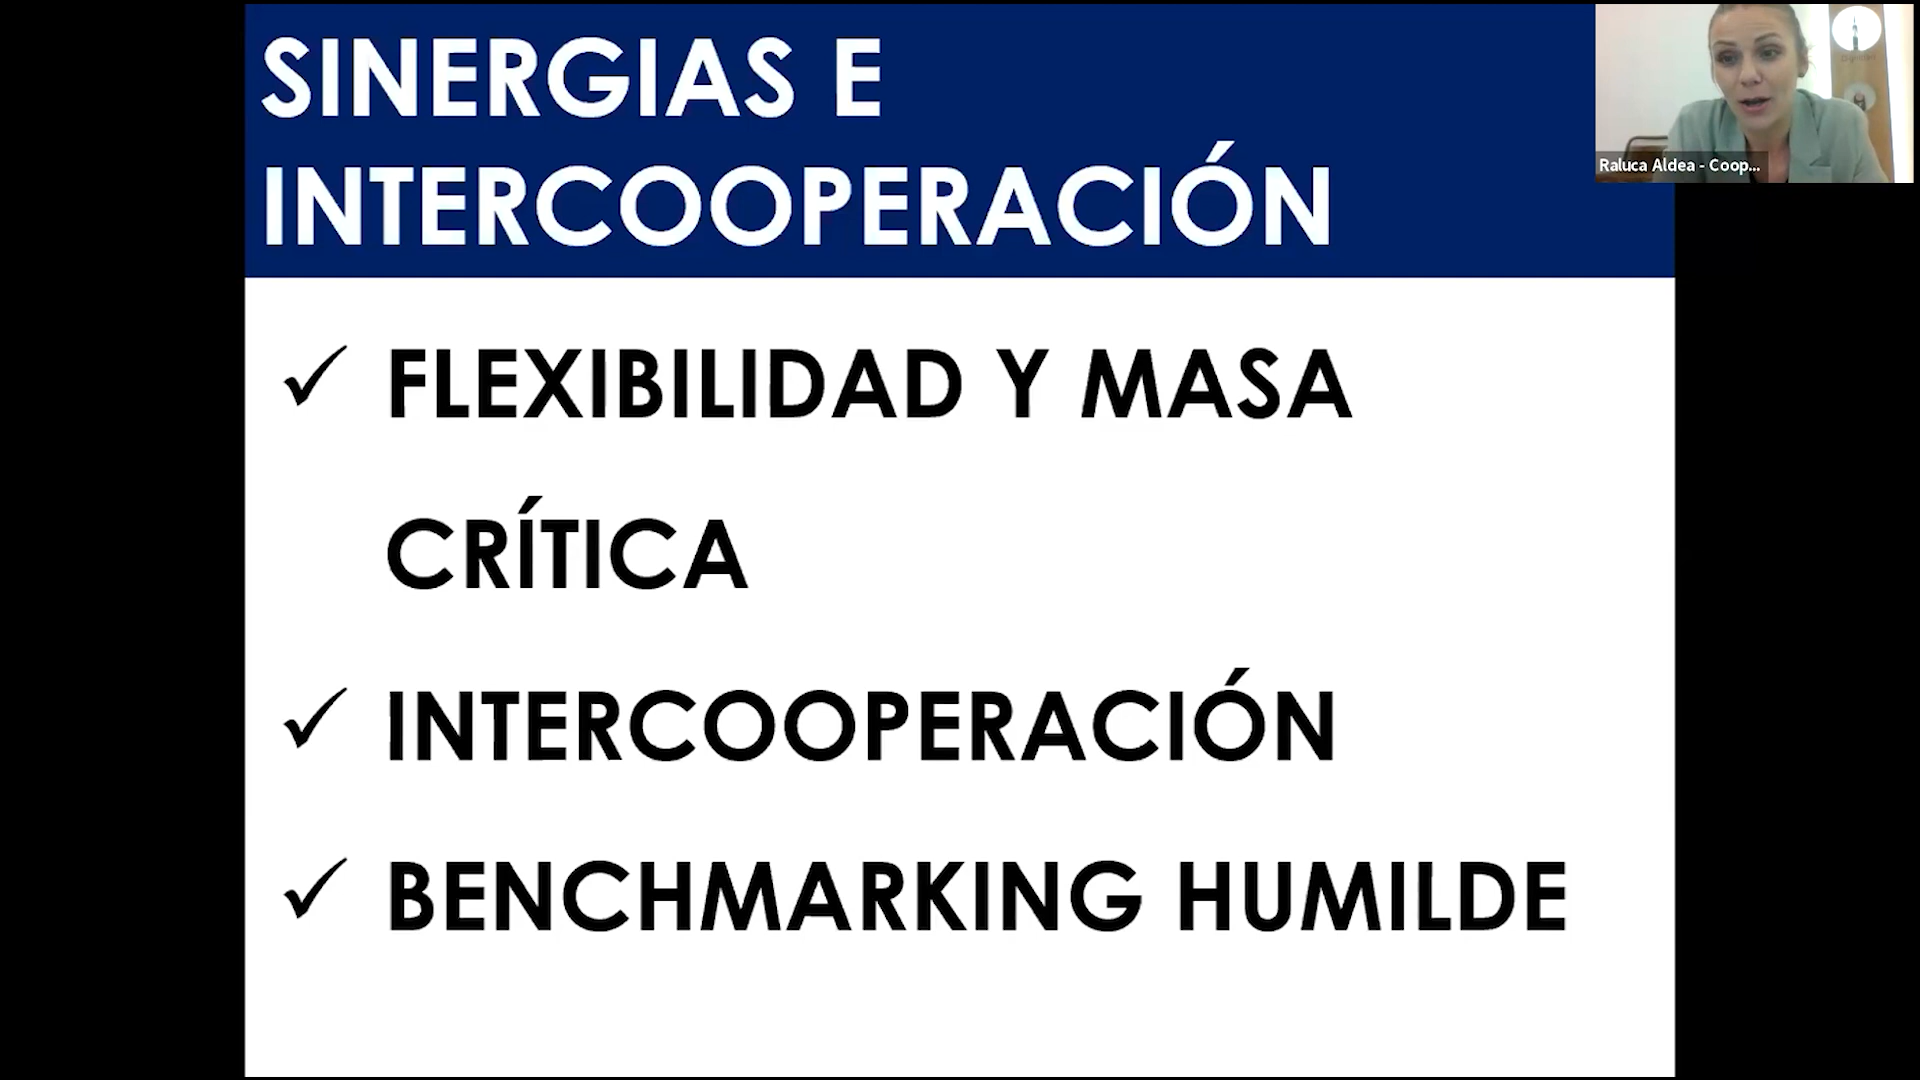 SINERGIAS E
INTERCOOPERACIÓN
Raluca Aldea - Coop...
✓ FLEXIBILIDAD Y MASA
CRÍTICA
✓ INTERCOOPERACIÓN
✓ BENCHMARKING HUMILDE